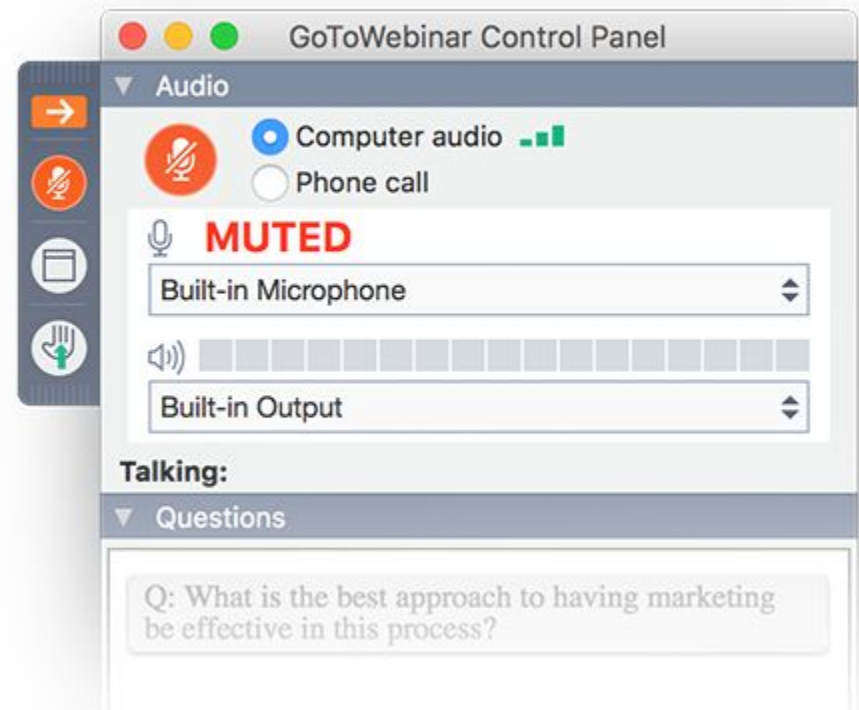 GoToWebinar Control Panel
Audio
Computer audio
Phone call
MUTED
Built-in Microphone
Built-in Output
Talking:
Questions
Q: What is the best approach to having marketing
be effective in this process?